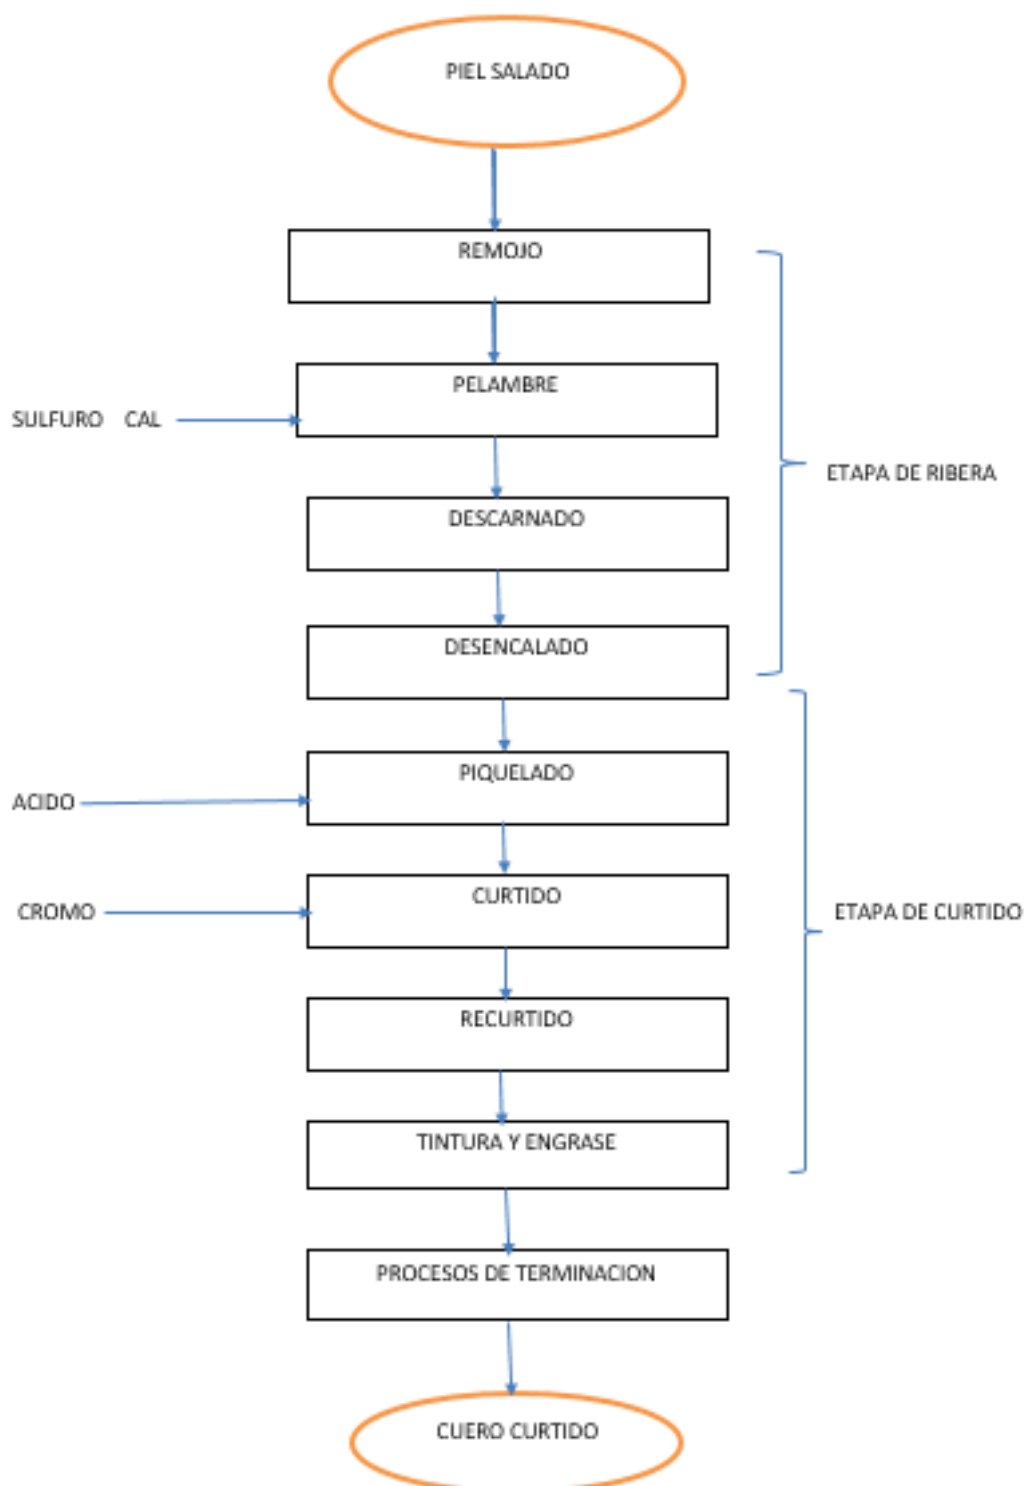 PIEL SALADO
REMOJO
PELAMBRE
SULFURO CAL
DESCARNADO
ETAPA DE RIBERA
DESENCALADO
PIQUELADO
ACIDO
CURTIDO
CROMO
ETAPA DE CURTIDO
RECURTIDO
TINTURA Y ENGRASE
PROCESOS DE TERMINACION
CUERO CURTIDO